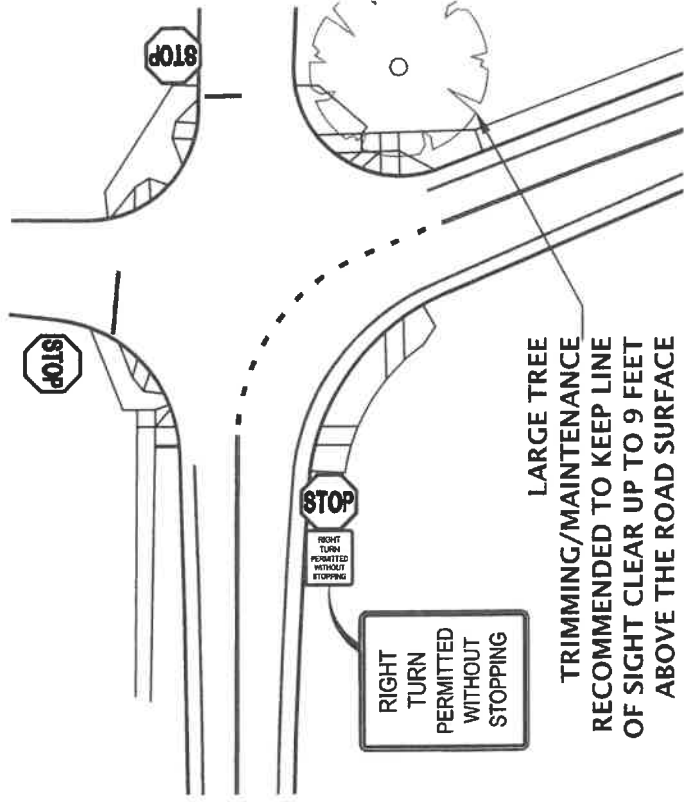 STOP
STOP
STOP
RIGHT
TURN
PERMITTED
WITHOUT
STOPPING
RIGHT
TURN
PERMITTED
WITHOUT
STOPPING
LARGE TREE
TRIMMING/MAINTENANCE
RECOMMENDED TO KEEP LINE
OF SIGHT CLEAR UP TO 9 FEET
ABOVE THE ROAD SURFACE